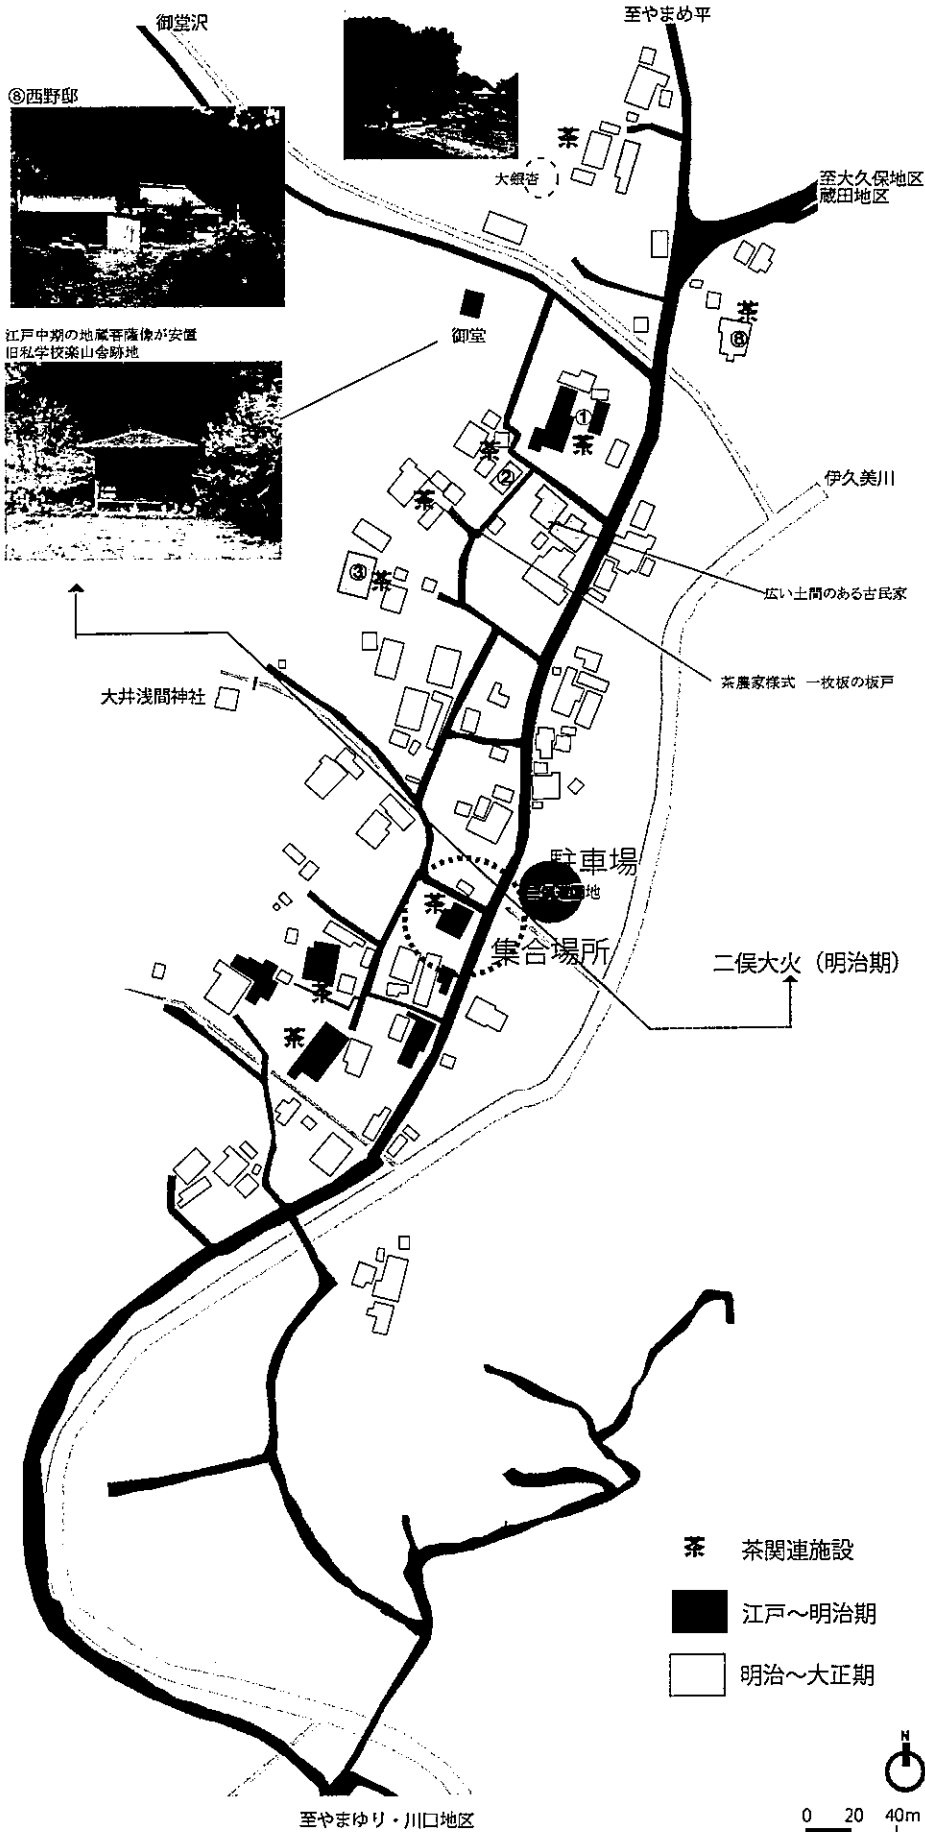 御堂沢
至やまめ平
⑧西野邸
茶
大銀杏
至大久保地区
蔵田地区
江戸中期の地蔵菩薩像が安置
旧私学校楽山舎跡地
御堂
茶
⑧
①
茶
茶
②
茶
伊久美川
③
茶
広い土間のある古民家
茶農家様式 一枚板の板戸
大井浅間神社
駐車場
茶
集合場所
二俣大火（明治期）
茶
茶
茶 茶関連施設
江戸～明治期
明治～大正期
N
至やまゆり・川口地区
0 20 40m